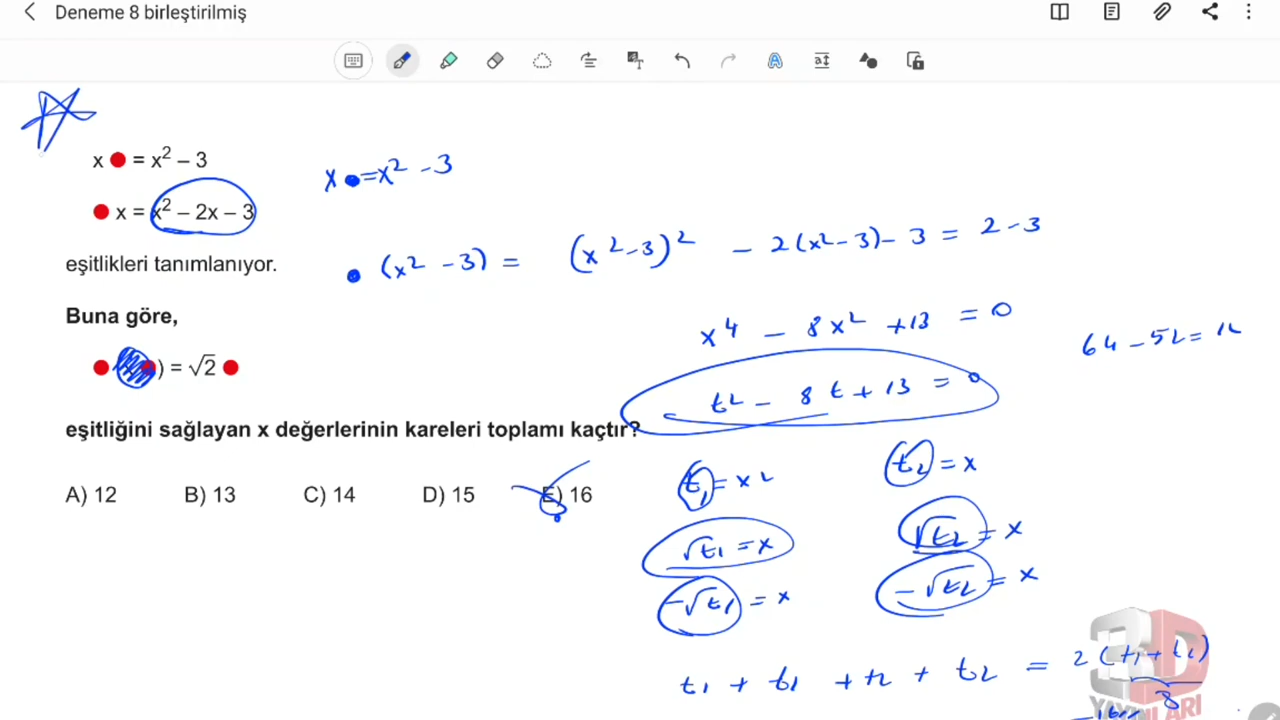 Deneme 8 birleştirilmiş
x ● = x² – 3
x ● = x² - 3
● x = x² – 2x – 3
● (x² - 3) = (x² - 3)² - 2(x² - 3) - 3 = 2 - 3
eşitlikleri tanımlanıyor.
Buna göre,
x⁴ - 8x² + 13 = 0
64 - 52 = 12
● ) = √2 ●
t² - 8t + 13 = 0
eşitliğini sağlayan x değerlerinin kareleri toplamı kaçtır?
t₁ = x²
t₂ = x
A) 12 B) 13 C) 14 D) 15 E) 16
√t₁ = x
√t₂ = x
-√t₁ = x
-√t₂ = x
t₁ + t₁ + t2 + t₂ = 2(t₁ + t₂)
8
3D
YAYINLARI